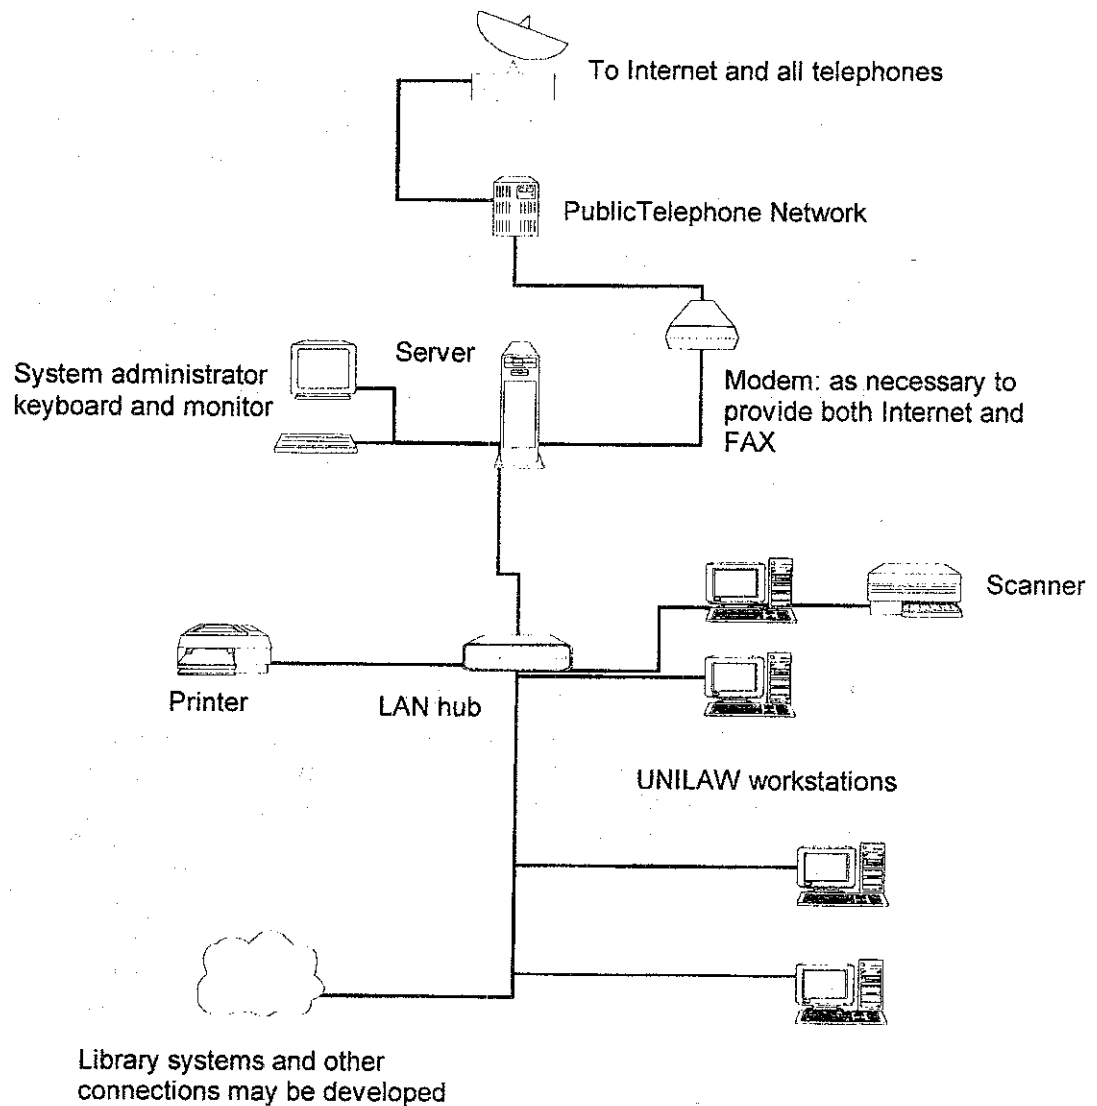 To Internet and all telephones
PublicTelephone Network
Server
System administrator
keyboard and monitor
Modem: as necessary to
provide both Internet and
FAX
Scanner
Printer
LAN hub
UNILAW workstations
Library systems and other
connections may be developed